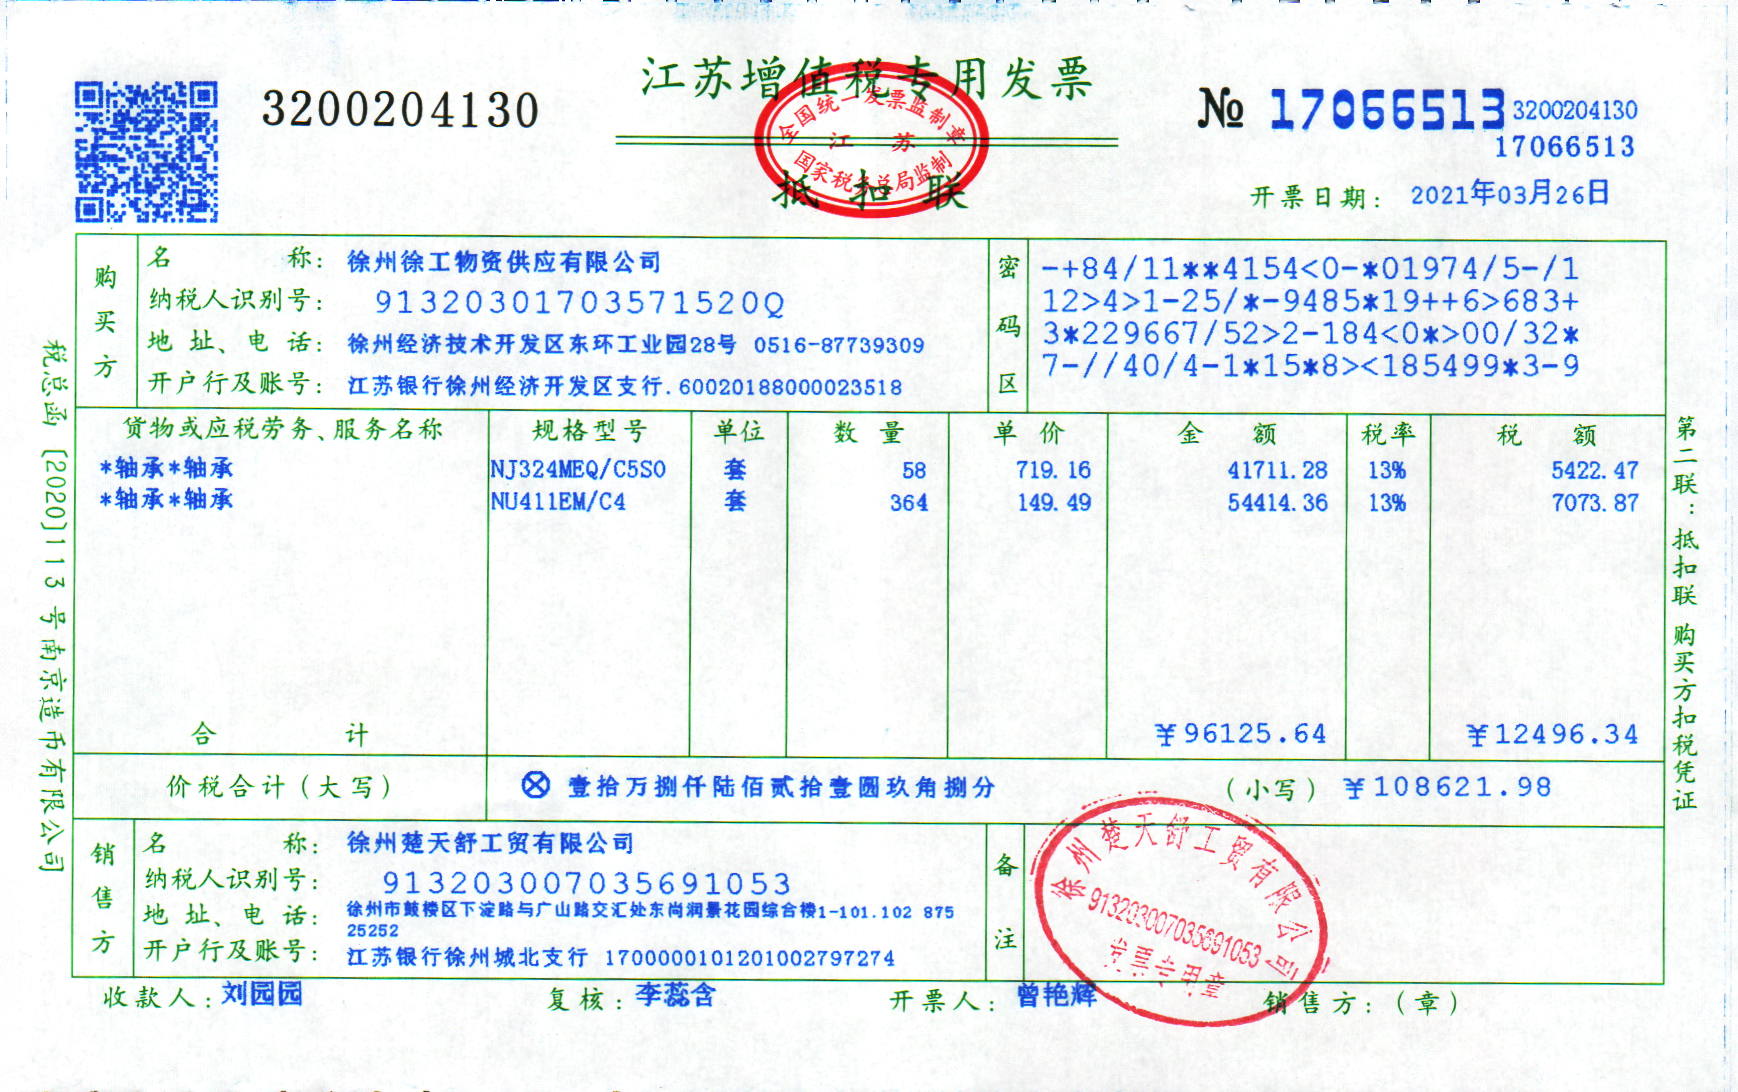 江苏增值税专用发票
3200204130
№ 17066513 3200204130
17066513
全国统一发票监制章
江 苏
国家税务总局监制
抵扣联
开票日期： 2021年03月26日
购买方
名称： 徐州徐工物资供应有限公司
纳税人识别号： 91320301703571520Q
地址、电话： 徐州经济技术开发区东环工业园28号 0516-87739309
开户行及账号： 江苏银行徐州经济开发区支行.60020188000023518
密码区
-+84/11**4154<0-*01974/5-/1
12>4>1-25/*-9485*19++6>683+
3*229667/52>2-184<0*>00/32*
7-//40/4-1*15*8><185499*3-9
货物或应税劳务、服务名称 规格型号 单位 数量 单价 金额 税率 税额
*轴承*轴承 NJ324MEQ/C5S0 套 58 719.16 41711.28 13% 5422.47
*轴承*轴承 NU411EM/C4 套 364 149.49 54414.36 13% 7073.87
合计 ¥96125.64 ¥12496.34
价税合计（大写） ⊗ 壹拾万捌仟陆佰贰拾壹圆玖角捌分 （小写） ¥108621.98
销售方
名称： 徐州楚天舒工贸有限公司
纳税人识别号： 913203007035691053
地址、电话： 徐州市鼓楼区下淀路与广山路交汇处东尚润景花园综合楼1-101.102 875
25252
开户行及账号： 江苏银行徐州城北支行 17000001012010027972​74
备注
徐州楚天舒工贸有限公司
913203007035691053
发票专用章
收款人：刘园园 复核：李蕊含 开票人：曾艳辉 销售方：（章）
税总函［2020］113号南京造币有限公司
第二联：抵扣联 购买方扣税凭证